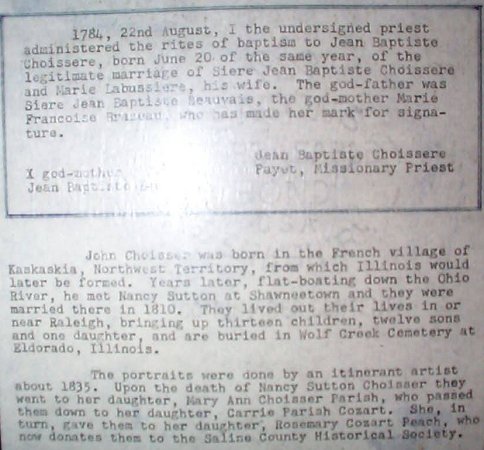 1784, 22nd August, I the undersigned priest
administered the rites of baptism to Jean Baptiste
Choissere, born June 20 of the same year, of the
legitimate marriage of Siere Jean Baptiste Choissere
and Marie Labussiere, his wife. The god-father was
Siere Jean Baptiste Beauvais, the god-mother Marie
Francoise Brazeau, who has made her mark for signa-
ture.
Jean Baptiste Choissere
X god-mother Payet, Missionary Priest
Jean Baptiste
John Choisser was born in the French village of
Kaskaskia, Northwest Territory, from which Illinois would
later be formed. Years later, flat-boating down the Ohio
River, he met Nancy Sutton at Shawneetown and they were
married there in 1810. They lived out their lives in or
near Raleigh, bringing up thirteen children, twelve sons
and one daughter, and are buried in Wolf Creek Cemetery at
Eldorado, Illinois.
The portraits were done by an itinerant artist
about 1835. Upon the death of Nancy Sutton Choisser they
went to her daughter, Mary Ann Choisser Parish, who passed
them down to her daughter, Carrie Parish Cozart. She, in
turn, gave them to her daughter, Rosemary Cozart Peach, who
now donates them to the Saline County Historical Society.